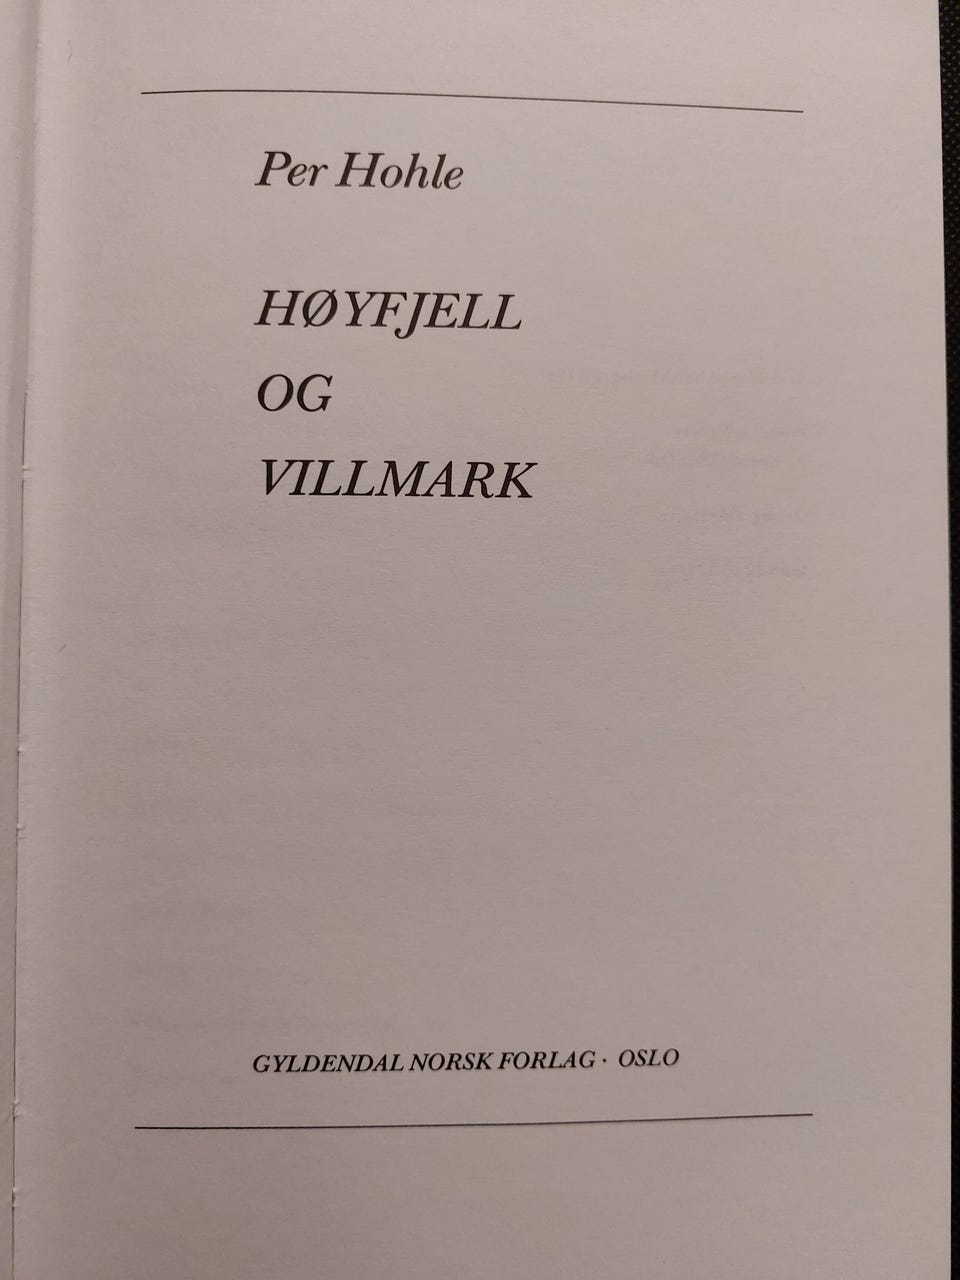 Per Hohle
HØYFJELL
OG
VILLMARK
GYLDENDAL NORSK FORLAG · OSLO